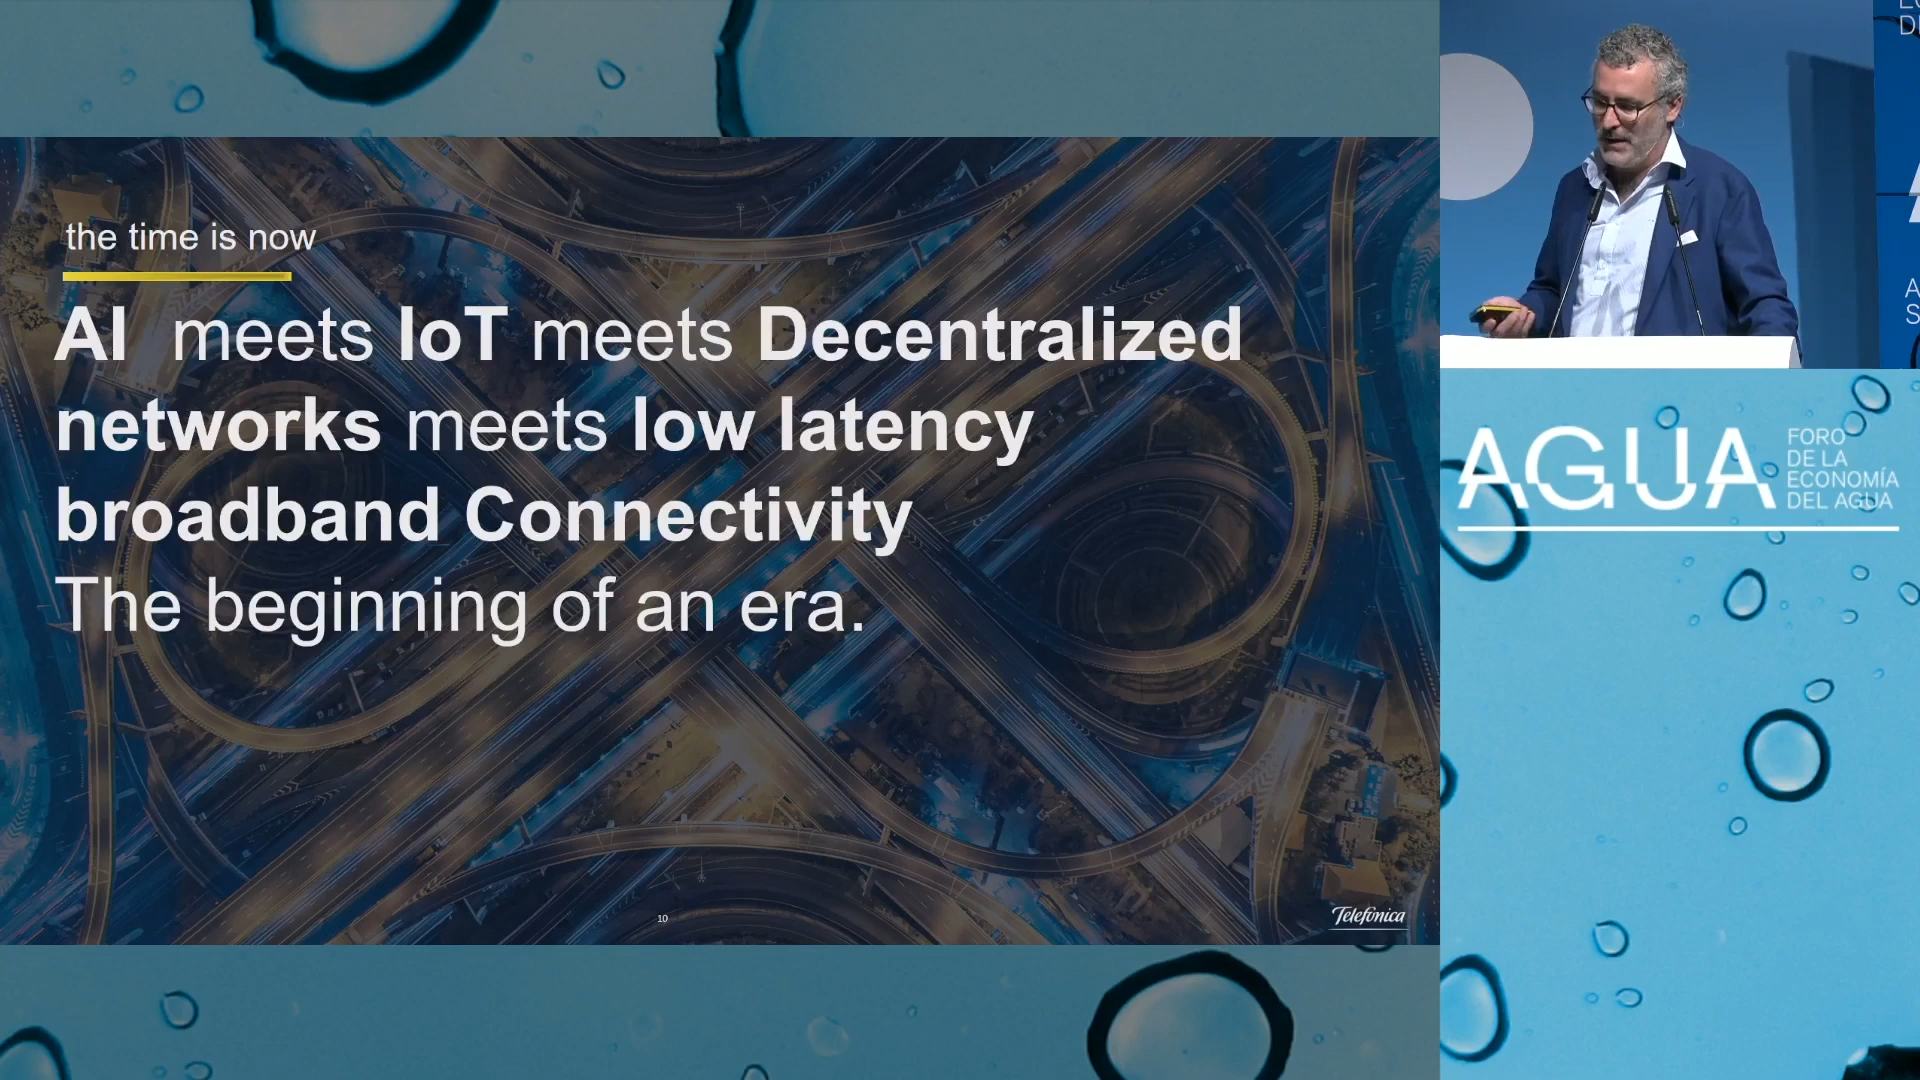 the time is now
AI meets IoT meets Decentralized
networks meets low latency
broadband Connectivity
The beginning of an era.
10
Telefónica
AGUA
FORO
DE LA
ECONOMÍA
DEL AGUA